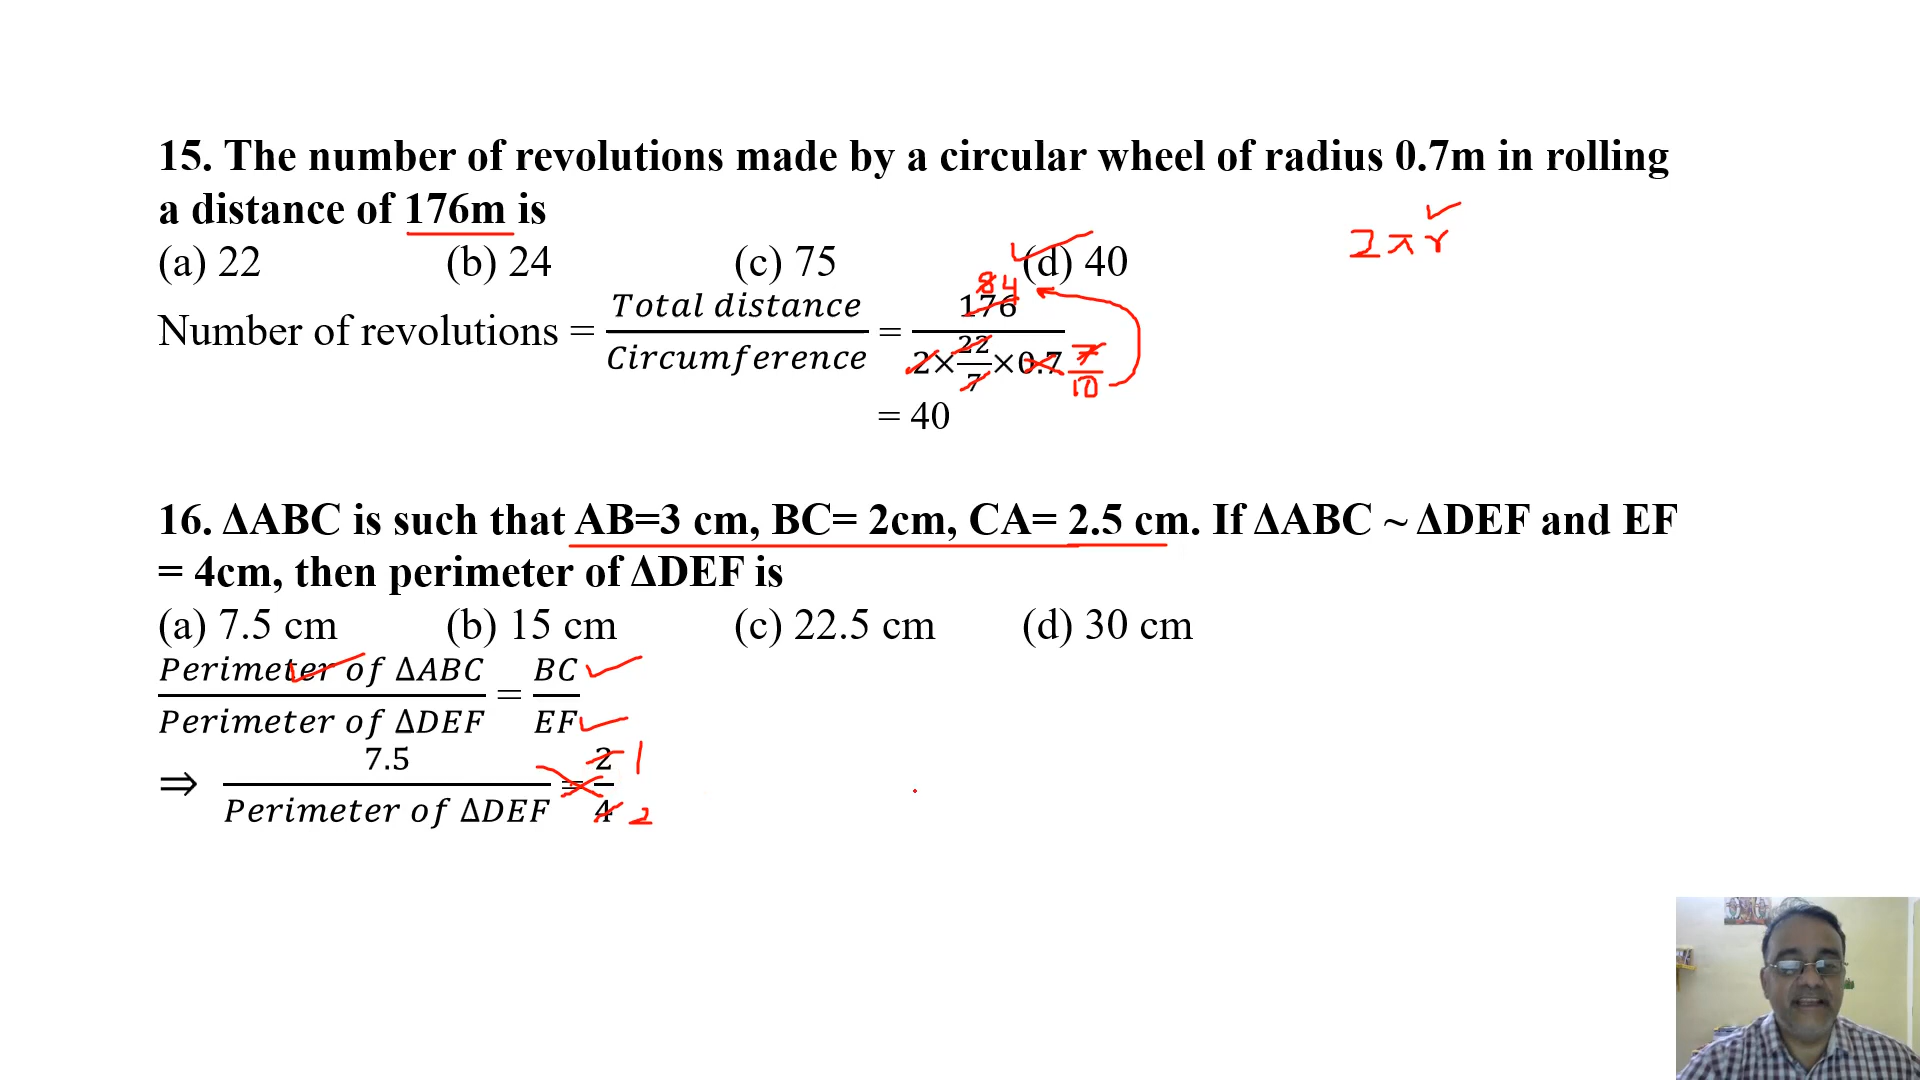 15. The number of revolutions made by a circular wheel of radius 0.7m in rolling
a distance of 176m is
2πr
(a) 22 (b) 24 (c) 75 (d) 40
84
Number of revolutions = Total distance / Circumference = 176 / 2×22/7×0.7 7/10
= 40
16. ΔABC is such that AB=3 cm, BC= 2cm, CA= 2.5 cm. If ΔABC ~ ΔDEF and EF
= 4cm, then perimeter of ΔDEF is
(a) 7.5 cm (b) 15 cm (c) 22.5 cm (d) 30 cm
Perimeter of ΔABC / Perimeter of ΔDEF = BC / EF
⇒ 7.5 / Perimeter of ΔDEF = 2 / 4 1 2